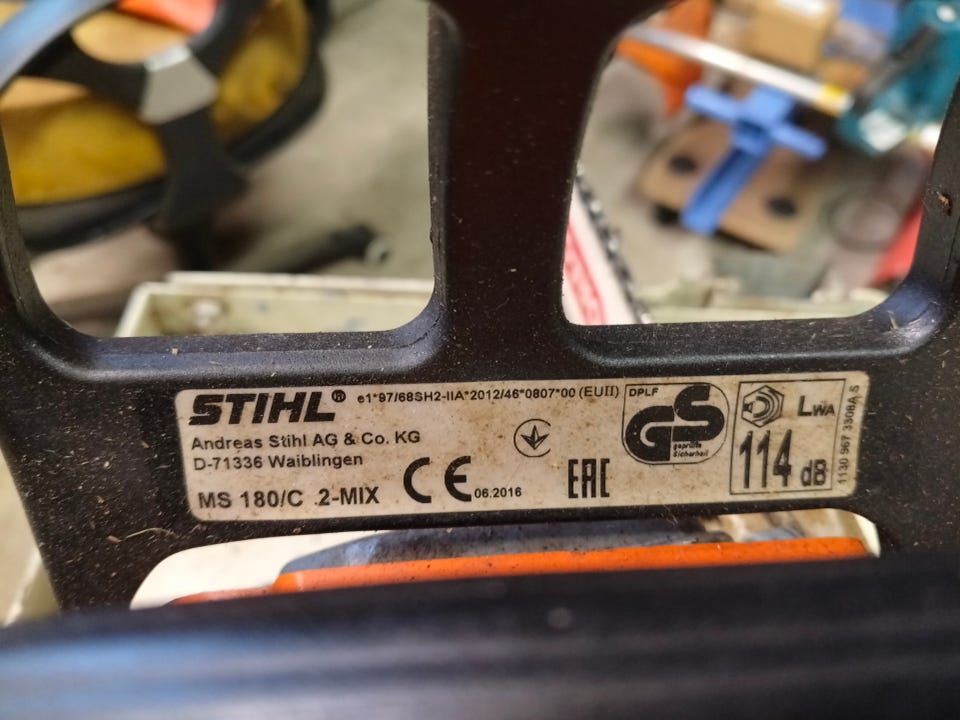 STIHL® e1*97/68SH2-IIA*2012/46*0807*00 (EUII)
Andreas Stihl AG & Co. KG
D-71336 Waiblingen
MS 180/C 2-MIX
CE 06.2016
EAC
DPLF
GS
geprüfte
Sicherheit
LWA
114 dB
1130 967 3308A,5